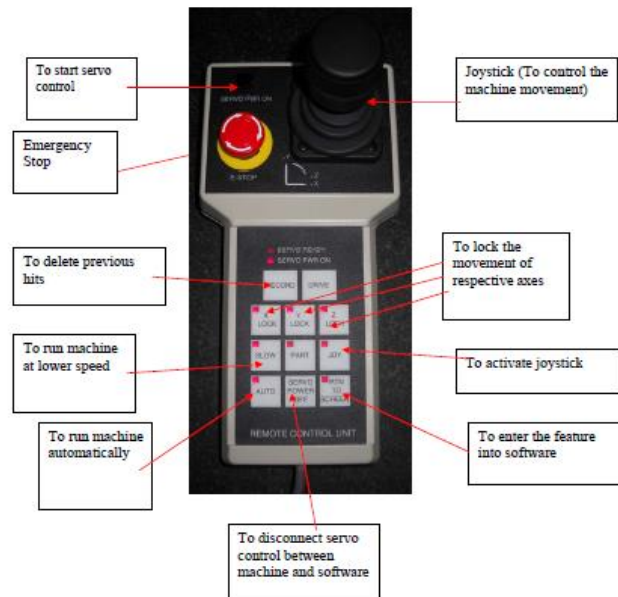 To start servo
control
Joystick (To control the
machine movement)
SERVO PWR ON
Emergency
Stop
E-STOP
+Z
+X
SERVO PWR ON
To delete previous
hits
To lock the
movement of
respective axes
DRIVE
X
LOCK
Y
LOCK
Z
To run machine
at lower speed
SLOW
PART
JOY
To activate joystick
AUTO
SERVO
POWER
TO
SCREEN
To run machine
automatically
REMOTE CONTROL UNIT
To enter the feature
into software
To disconnect servo
control between
machine and software